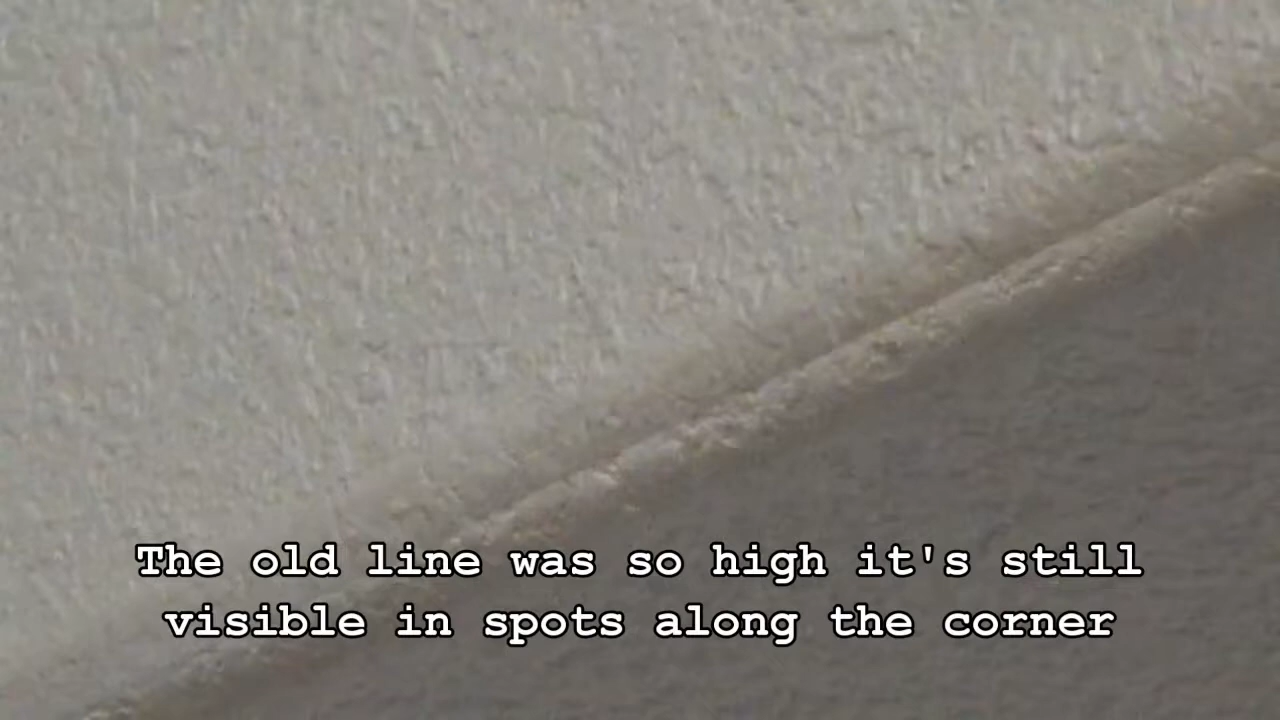 The old line was so high it's still
visible in spots along the corner